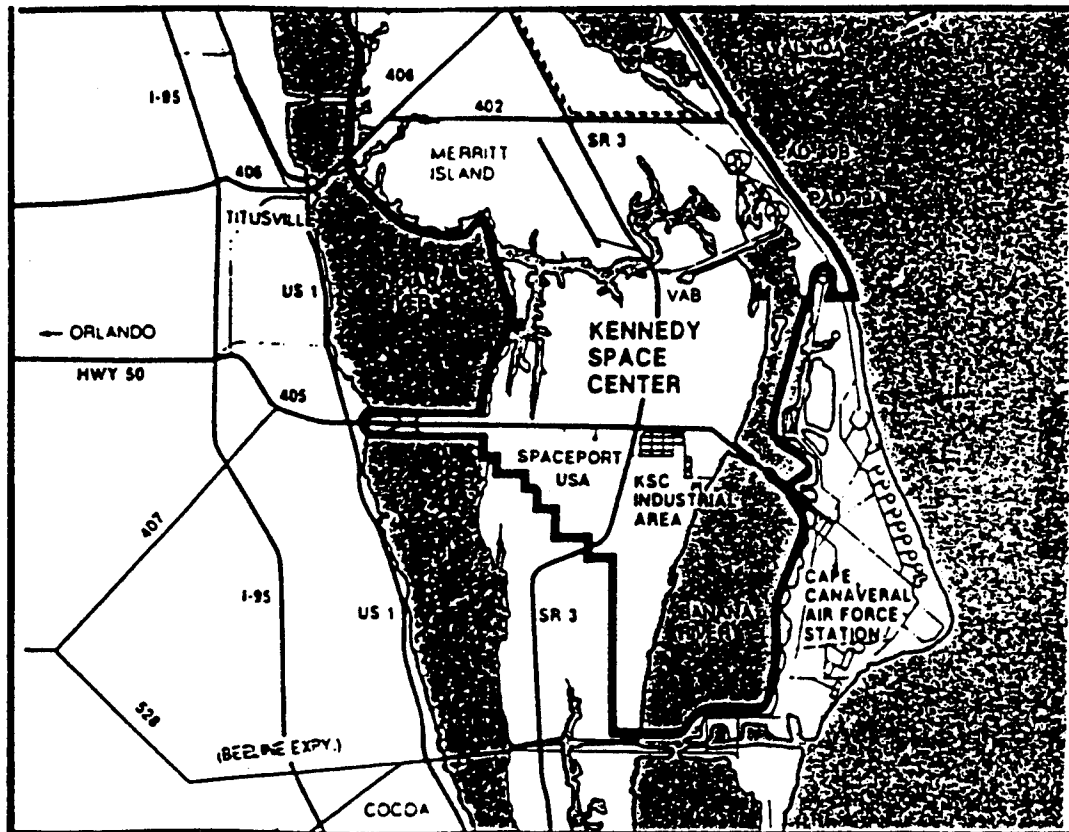 I-95
406
402
SR 3
MERRITT
ISLAND
406
TITUSVILLE
US 1
VAB
← ORLANDO
HWY 50
KENNEDY
SPACE
CENTER
405
SPACEPORT
USA
KSC
INDUSTRIAL
AREA
407
I-95
US 1
SR 3
BANANA
RIVER
CAPE
CANAVERAL
AIR FORCE
STATION
528
(BEELINE EXPY.)
COCOA